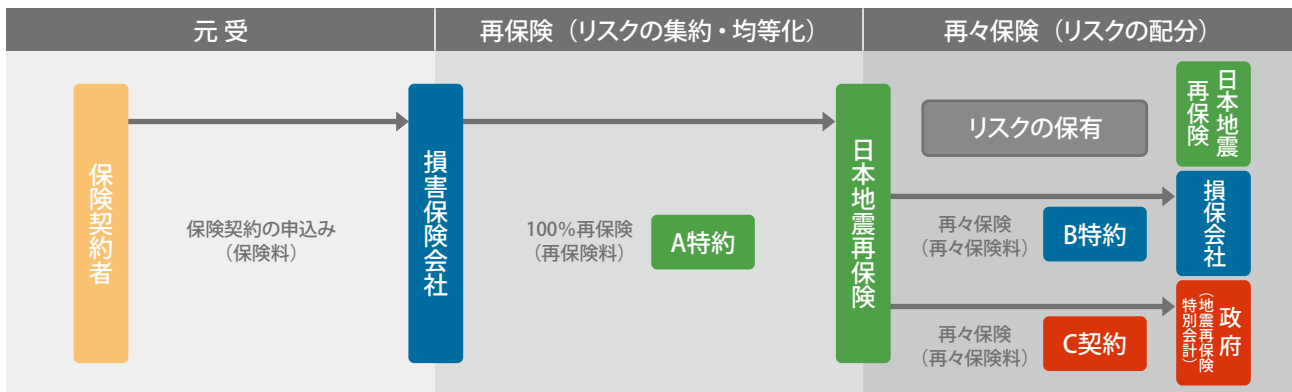 元受
再保険（リスクの集約・均等化）
再々保険（リスクの配分）
保険契約者
保険契約の申込み
（保険料）
損害保険会社
100％再保険
（再保険料）
A特約
日本地震再保険
リスクの保有
日本地震
再保険
再々保険
（再々保険料）
B特約
損保会社
再々保険
（再々保険料）
C契約
政府
（地震再保険
特別会計）